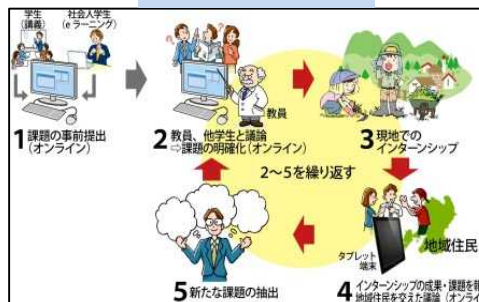 学生
(講義)
社会人学生
(eラーニング)
教員
1 課題の事前提出
(オンライン)
2 教員、他学生と議論
⇨課題の明確化(オンライン)
3 現地での
インターンシップ
2〜5を繰り返す
地域住民
タブレット
端末
5 新たな課題の抽出
4 インターンシップの成果・課題を
地域住民を交えた議論(オンライ